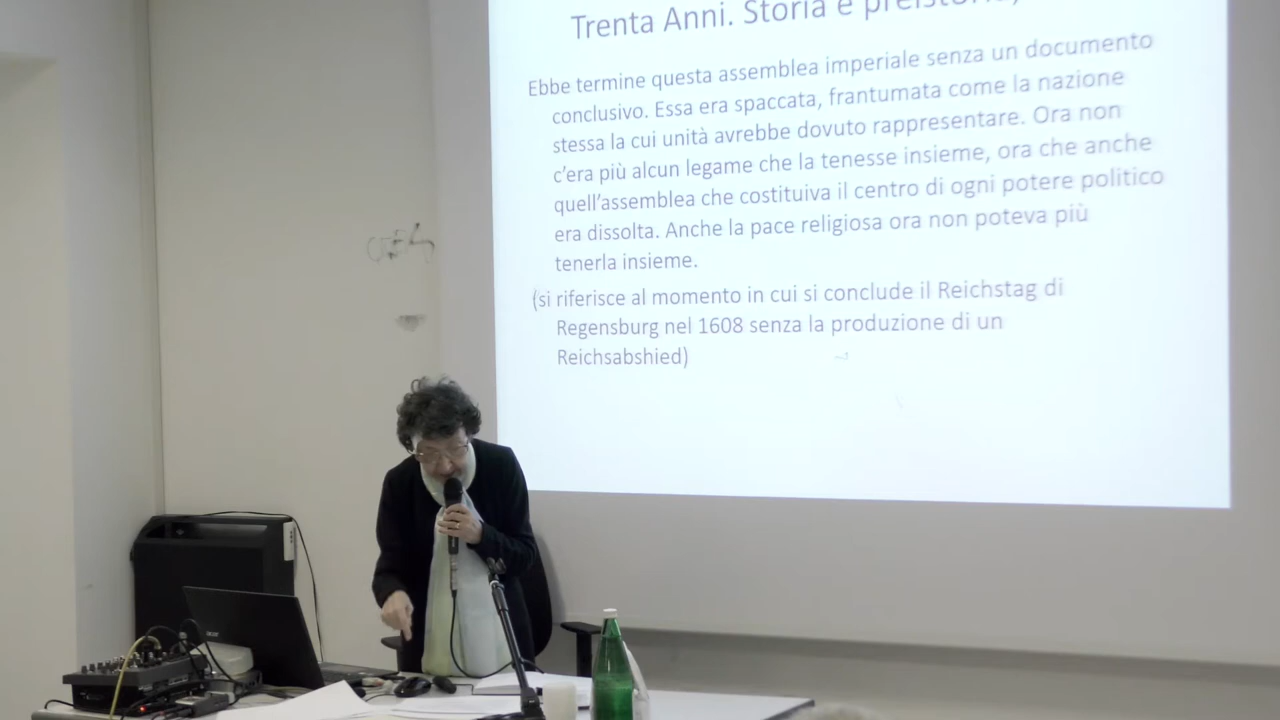 Trenta Anni. Storia e preistoria,
Ebbe termine questa assemblea imperiale senza un documento
conclusivo. Essa era spaccata, frantumata come la nazione
stessa la cui unità avrebbe dovuto rappresentare. Ora non
c'era più alcun legame che la tenesse insieme, ora che anche
quell'assemblea che costituiva il centro di ogni potere politico
era dissolta. Anche la pace religiosa ora non poteva più
tenerla insieme.
(si riferisce al momento in cui si conclude il Reichstag di
Regensburg nel 1608 senza la produzione di un
Reichsabshied)